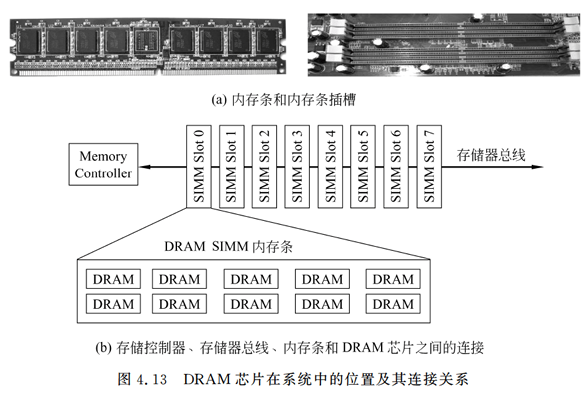 (a) 内存条和内存条插槽
Memory
Controller
SIMM Slot 0
SIMM Slot 1
SIMM Slot 2
SIMM Slot 3
SIMM Slot 4
SIMM Slot 5
SIMM Slot 6
SIMM Slot 7
存储器总线
DRAM SIMM 内存条
DRAM DRAM DRAM DRAM DRAM
DRAM DRAM DRAM DRAM DRAM
(b) 存储控制器、存储器总线、内存条和 DRAM 芯片之间的连接
图 4.13 DRAM 芯片在系统中的位置及其连接关系